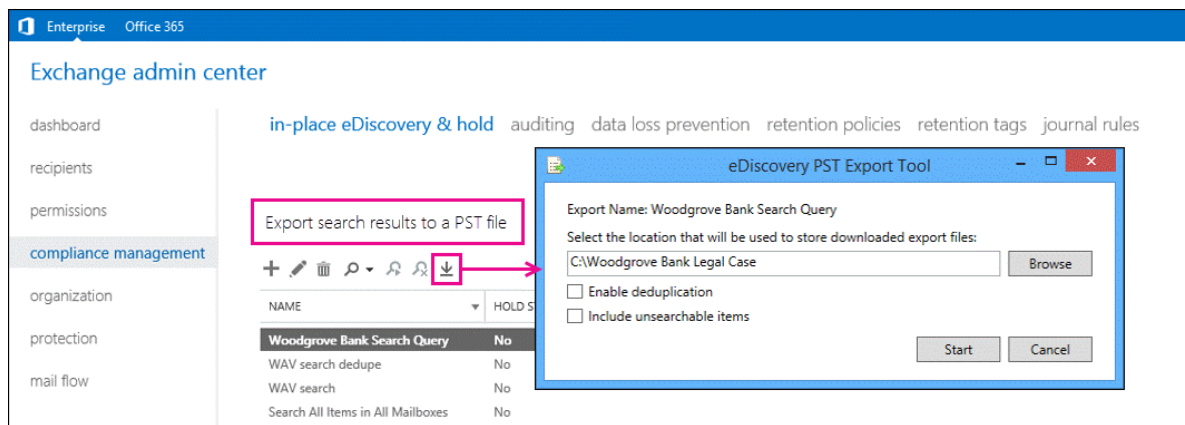 Enterprise Office 365
Exchange admin center
dashboard
recipients
permissions
compliance management
organization
protection
mail flow
in-place eDiscovery & hold auditing data loss prevention retention policies retention tags journal rules
Export search results to a PST file
NAME HOLD S
Woodgrove Bank Search Query No
WAV search dedupe No
WAV search No
Search All Items in All Mailboxes No
eDiscovery PST Export Tool
Export Name: Woodgrove Bank Search Query
Select the location that will be used to store downloaded export files:
C:\Woodgrove Bank Legal Case Browse
Enable deduplication
Include unsearchable items
Start Cancel